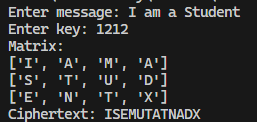 Enter message: I am a Student
Enter key: 1212
Matrix:
['I', 'A', 'M', 'A']
['S', 'T', 'U', 'D']
['E', 'N', 'T', 'X']
Ciphertext: ISEMUTATNADX